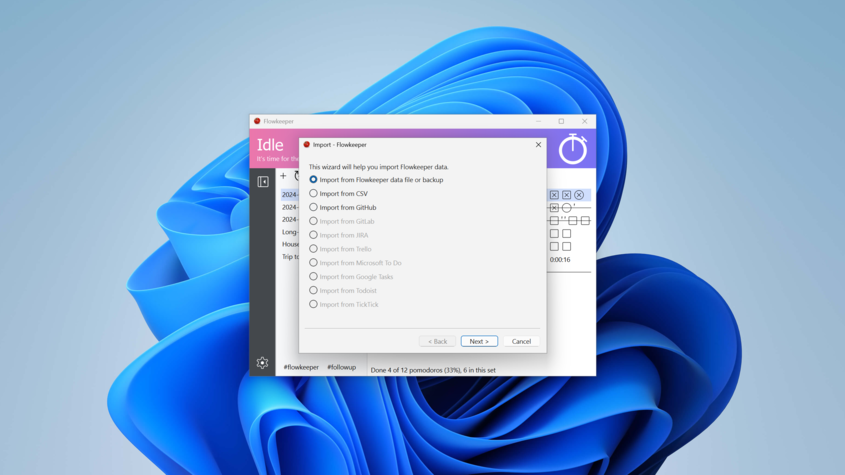 Flowkeeper
Idle
It's time for the
Import - Flowkeeper
This wizard will help you import Flowkeeper data.
Import from Flowkeeper data file or backup
Import from CSV
Import from GitHub
Import from GitLab
Import from JIRA
Import from Trello
Import from Microsoft To Do
Import from Google Tasks
Import from Todoist
Import from TickTick
< Back
Next >
Cancel
2024-
2024-
2024-
Long-
House
Trip to
0:00:16
#flowkeeper #followup
Done 4 of 12 pomodoros (33%), 6 in this set